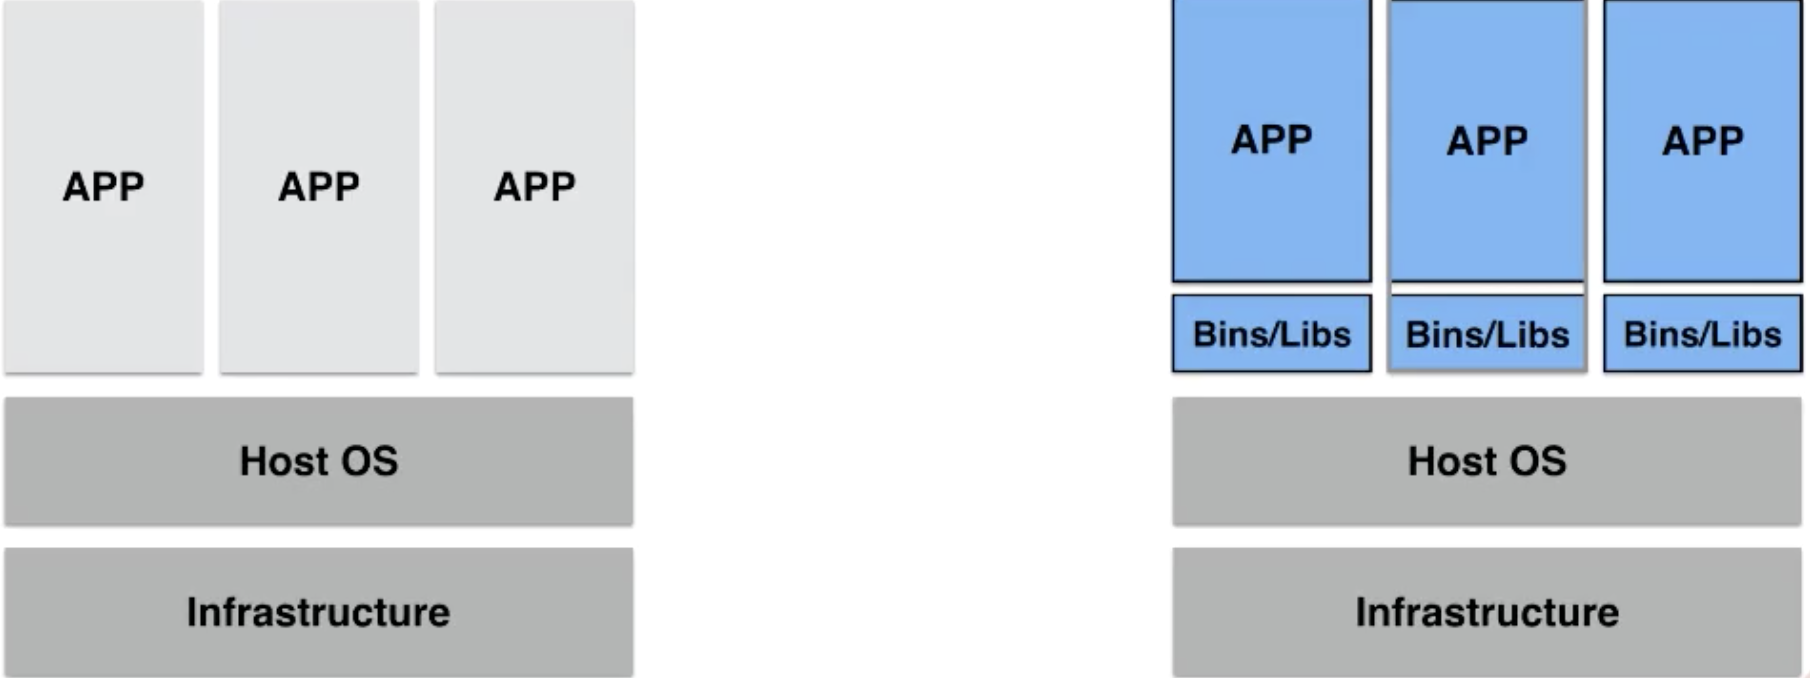 APP
APP
APP
Host OS
Infrastructure
APP
APP
APP
Bins/Libs
Bins/Libs
Bins/Libs
Host OS
Infrastructure